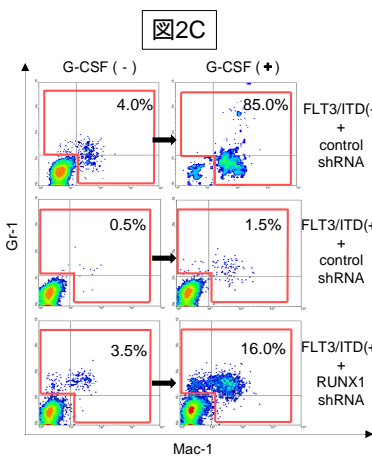 図2C
G-CSF ( - )
G-CSF (+)
4.0%
85.0%
FLT3/ITD(-
+
control
shRNA
0.5%
1.5%
FLT3/ITD(+
+
control
shRNA
3.5%
16.0%
FLT3/ITD(+
+
RUNX1
shRNA
Gr-1
Mac-1